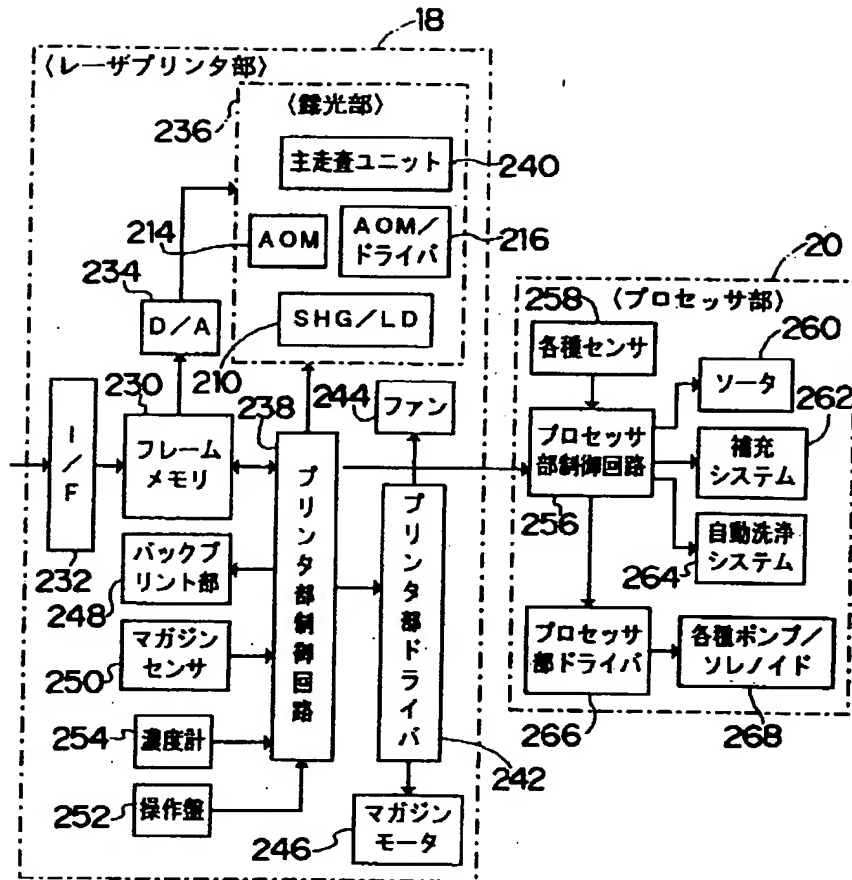 18
〈レーザプリンタ部〉
236
〈露光部〉
主走査ユニット
240
214
AOM
AOM/
ドライバ
216
234
D/A
SHG/LD
210
20
〈プロセッサ部〉
258
各種センサ
260
ソータ
262
プロセッサ
部制御回路
256
補充
システム
自動洗浄
システム
264
プロセッサ
部ドライバ
266
各種ポンプ/
ソレノイド
268
230
フレーム
メモリ
I/F
232
238
プリンタ部制御回路
244
ファン
プリンタ部ドライバ
242
バックプ
リント部
248
マガジン
センサ
250
254
濃度計
252
操作盤
マガジン
モータ
246